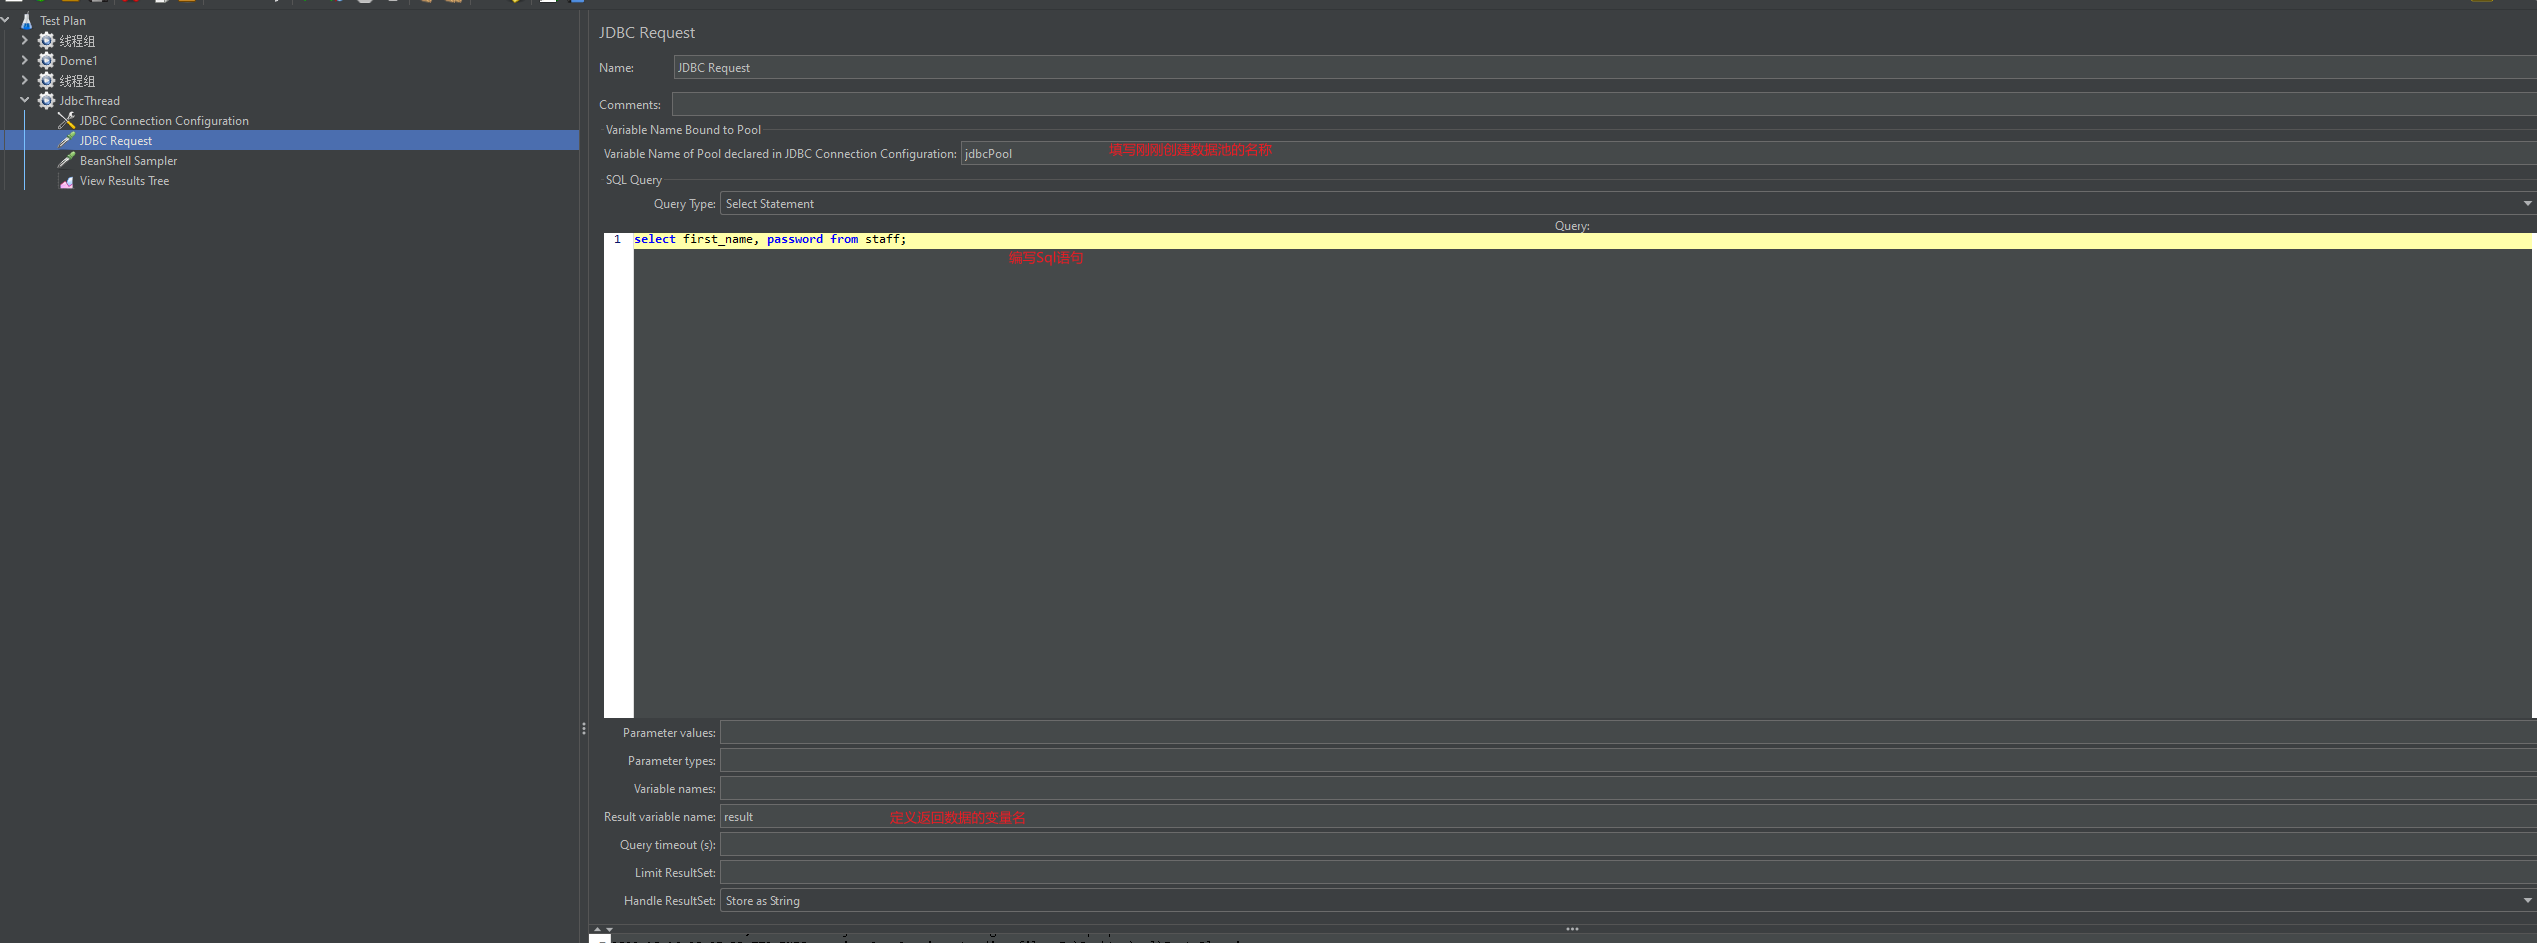 Test Plan
线程组
Dome1
线程组
JdbcThread
JDBC Connection Configuration
JDBC Request
BeanShell Sampler
View Results Tree
JDBC Request
Name: JDBC Request
Comments:
Variable Name Bound to Pool
Variable Name of Pool declared in JDBC Connection Configuration: jdbcPool 填写刚刚创建数据池的名称
SQL Query
Query Type: Select Statement
Query:
1 select first_name, password from staff;
编写Sql语句
Parameter values:
Parameter types:
Variable names:
Result variable name: result 定义返回数据的变量名
Query timeout (s):
Limit ResultSet:
Handle ResultSet: Store as String